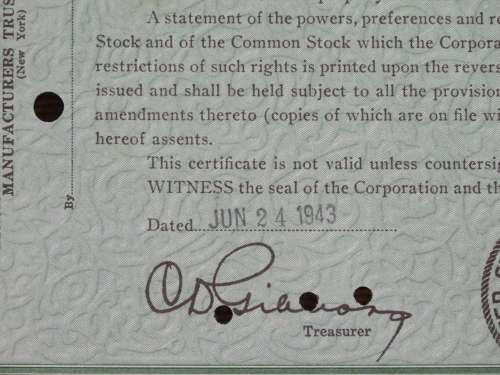 A statement of the powers, preferences and re
Stock and of the Common Stock which the Corpora
restrictions of such rights is printed upon the revers
issued and shall be held subject to all the provision
amendments thereto (copies of which are on file wi
hereof assents.
This certificate is not valid unless countersig
WITNESS the seal of the Corporation and th
Dated JUN 24 1943
Treasurer
MANUFACTURERS TRUS
(New York)
By